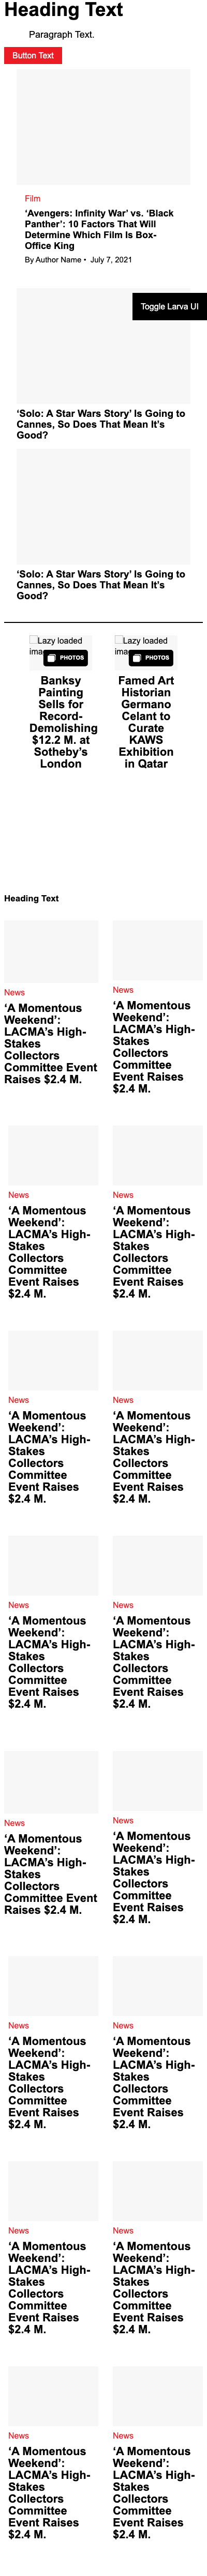 Heading Text
Paragraph Text.
Button Text
Film
‘Avengers: Infinity War’ vs. ‘Black
Panther’: 10 Factors That Will
Determine Which Film Is Box-
Office King
By Author Name • July 7, 2021
Toggle Larva UI
‘Solo: A Star Wars Story’ Is Going to
Cannes, So Does That Mean It’s
Good?
‘Solo: A Star Wars Story’ Is Going to
Cannes, So Does That Mean It’s
Good?
Lazy loaded
PHOTOS
Banksy
Painting
Sells for
Record-
Demolishing
$12.2 M. at
Sotheby’s
London
Lazy loaded
PHOTOS
Famed Art
Historian
Germano
Celant to
Curate
KAWS
Exhibition
in Qatar
Heading Text
News
‘A Momentous
Weekend’:
LACMA’s High-
Stakes
Collectors
Committee Event
Raises $2.4 M.
News
‘A Momentous
Weekend’:
LACMA’s High-
Stakes
Collectors
Committee
Event Raises
$2.4 M.
News
‘A Momentous
Weekend’:
LACMA’s High-
Stakes
Collectors
Committee
Event Raises
$2.4 M.
News
‘A Momentous
Weekend’:
LACMA’s High-
Stakes
Collectors
Committee
Event Raises
$2.4 M.
News
‘A Momentous
Weekend’:
LACMA’s High-
Stakes
Collectors
Committee
Event Raises
$2.4 M.
News
‘A Momentous
Weekend’:
LACMA’s High-
Stakes
Collectors
Committee
Event Raises
$2.4 M.
News
‘A Momentous
Weekend’:
LACMA’s High-
Stakes
Collectors
Committee
Event Raises
$2.4 M.
News
‘A Momentous
Weekend’:
LACMA’s High-
Stakes
Collectors
Committee
Event Raises
$2.4 M.
News
‘A Momentous
Weekend’:
LACMA’s High-
Stakes
Collectors
Committee Event
Raises $2.4 M.
News
‘A Momentous
Weekend’:
LACMA’s High-
Stakes
Collectors
Committee
Event Raises
$2.4 M.
News
‘A Momentous
Weekend’:
LACMA’s High-
Stakes
Collectors
Committee
Event Raises
$2.4 M.
News
‘A Momentous
Weekend’:
LACMA’s High-
Stakes
Collectors
Committee
Event Raises
$2.4 M.
News
‘A Momentous
Weekend’:
LACMA’s High-
Stakes
Collectors
Committee
Event Raises
$2.4 M.
News
‘A Momentous
Weekend’:
LACMA’s High-
Stakes
Collectors
Committee
Event Raises
$2.4 M.
News
‘A Momentous
Weekend’:
LACMA’s High-
Stakes
Collectors
Committee
Event Raises
$2.4 M.
News
‘A Momentous
Weekend’:
LACMA’s High-
Stakes
Collectors
Committee
Event Raises
$2.4 M.